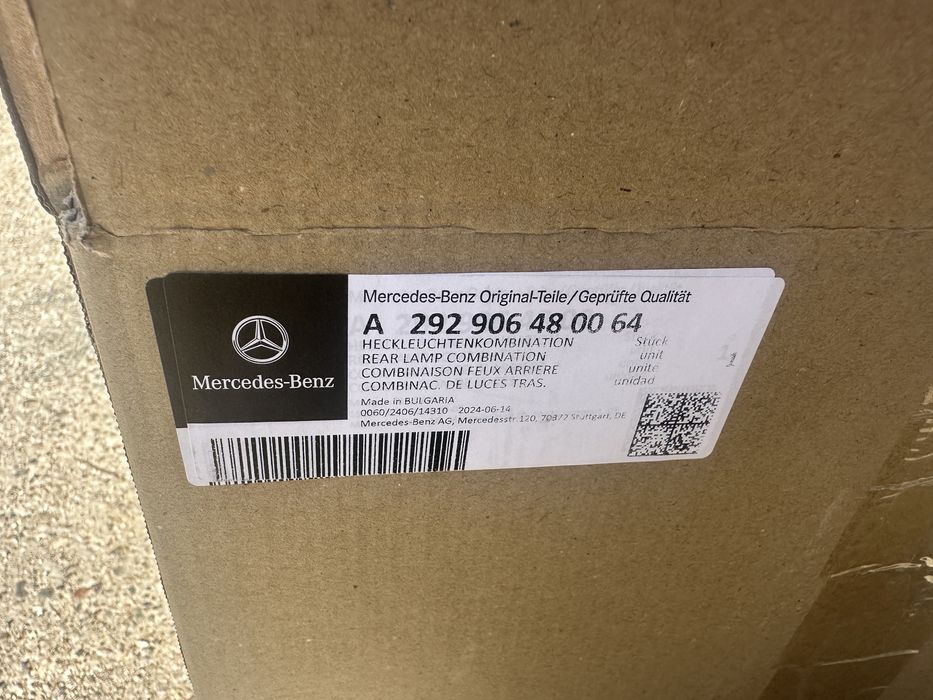 Mercedes-Benz
Mercedes-Benz Original-Teile/Geprüfte Qualität
A 292 906 48 00 64
HECKLEUCHTENKOMBINATION Stück
REAR LAMP COMBINATION unit
COMBINAISON FEUX ARRIERE unite
COMBINAC. DE LUCES TRAS. unidad
Made in BULGARIA
0060/2406/14310 2024-06-14
Mercedes-Benz AG, Mercedesstr.120, 70372 Stuttgart, DE